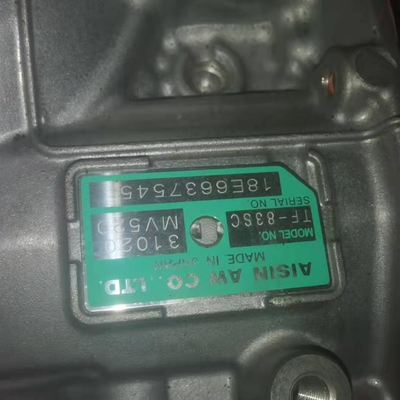 AISIN AW CO., LTD.
MADE IN JAPAN
MODEL NO.
TF-83SC
31020
MV520
SERIAL NO.
18E6637545